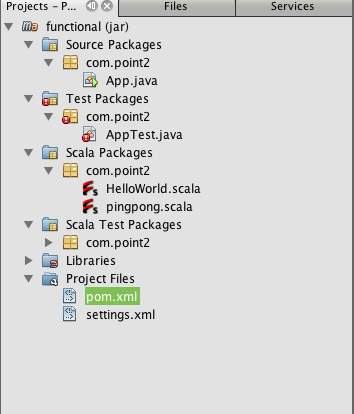 Projects – P... Files Services
functional (jar)
Source Packages
com.point2
App.java
Test Packages
com.point2
AppTest.java
Scala Packages
com.point2
HelloWorld.scala
pingpong.scala
Scala Test Packages
com.point2
Libraries
Project Files
pom.xml
settings.xml